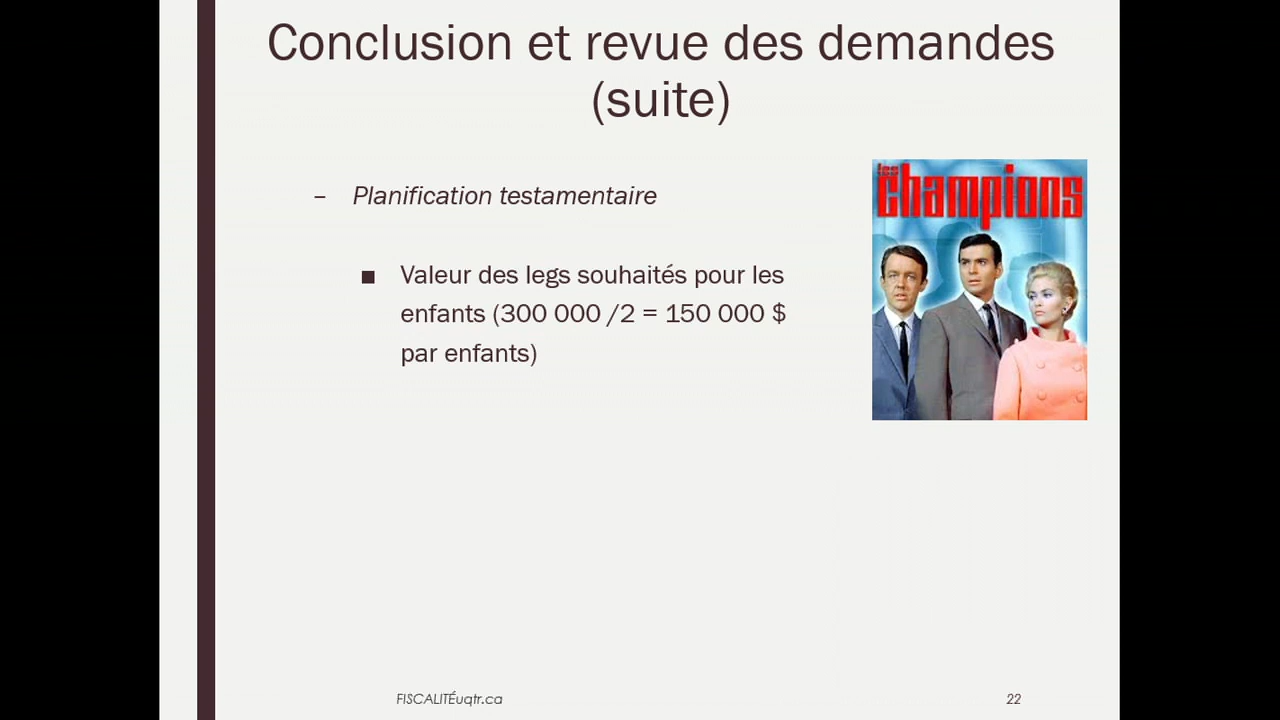 Conclusion et revue des demandes
(suite)
– Planification testamentaire
■ Valeur des legs souhaités pour les
enfants (300 000 /2 = 150 000 $
par enfants)
les
Champions
FISCALITÉuqtr.ca
22